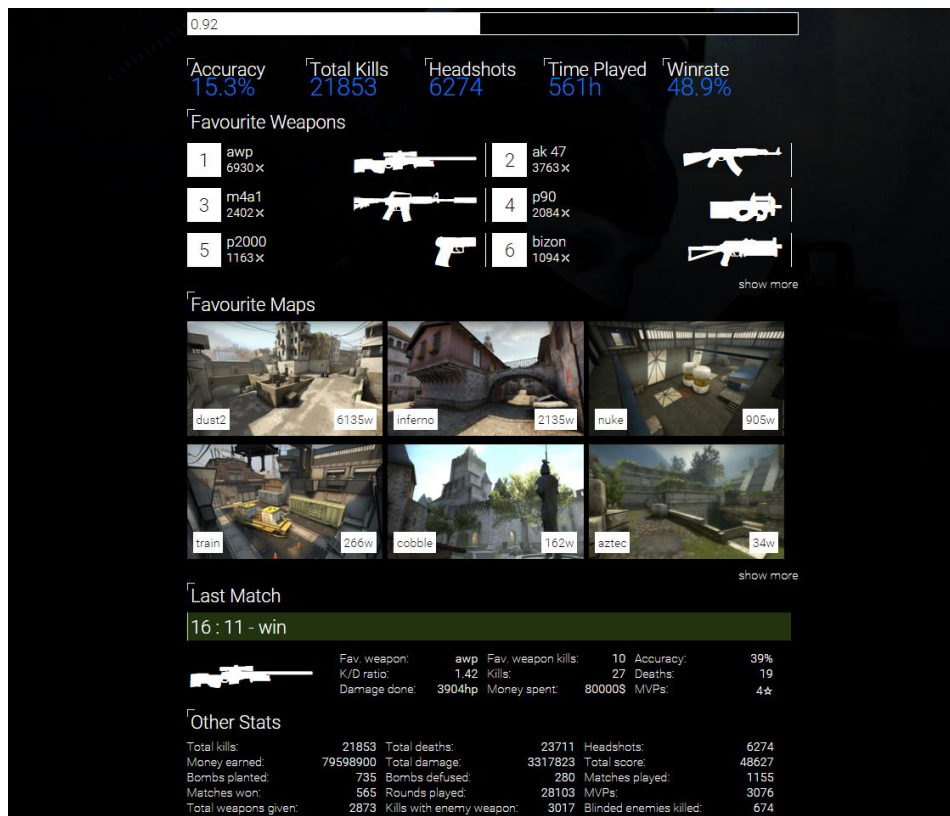 0.92
Accuracy Total Kills Headshots Time Played Winrate
15.3% 21853 6274 561h 48.9%
Favourite Weapons
1 awp 6930× 2 ak 47 3763×
3 m4a1 2402× 4 p90 2084×
5 p2000 1163× 6 bizon 1094×
show more
Favourite Maps
dust2 6135w inferno 2135w nuke 905w
train 266w cobble 162w aztec 34w
show more
Last Match
16 : 11 - win
Fav. weapon: awp Fav. weapon kills: 10 Accuracy: 39%
K/D ratio: 1.42 Kills: 27 Deaths: 19
Damage done: 3904hp Money spent: 80000$ MVPs: 4☆
Other Stats
Total kills: 21853 Total deaths: 23711 Headshots: 6274
Money earned: 79598900 Total damage: 3317823 Total score: 48627
Bombs planted: 735 Bombs defused: 280 Matches played: 1155
Matches won: 565 Rounds played: 28103 MVPs: 3076
Total weapons given: 2873 Kills with enemy weapon: 3017 Blinded enemies killed: 674